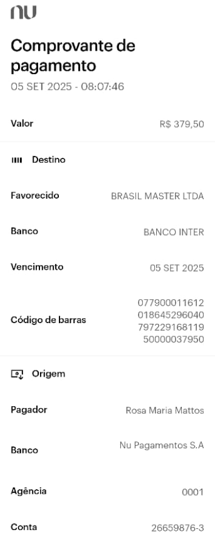 nu
Comprovante de
pagamento
05 SET 2025 - 08:07:46
Valor R$ 379,50
Destino
Favorecido BRASIL MASTER LTDA
Banco BANCO INTER
Vencimento 05 SET 2025
077900011612
018645296040
Código de barras
797229168119
50000037950
Origem
Pagador Rosa Maria Mattos
Banco Nu Pagamentos S.A
Agência 0001
Conta 26659876-3